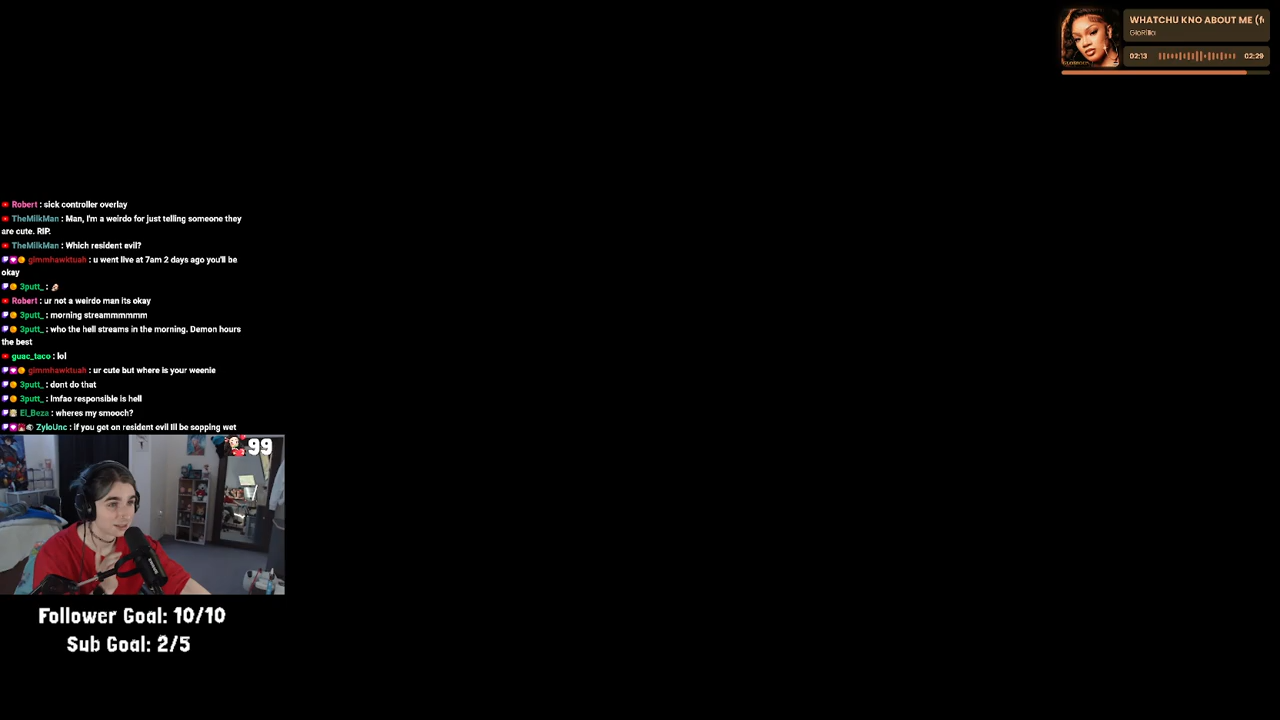 WHATCHU KNO ABOUT ME (f
GloRilla
02:13
02:29
Robert : sick controller overlay
TheMilkMan : Man, I'm a weirdo for just telling someone they
are cute. RIP.
TheMilkMan : Which resident evil?
gimmhawktuah : u went live at 7am 2 days ago you'll be
okay
3putt_ :
Robert : ur not a weirdo man its okay
3putt_ : morning streammmmmm
3putt_ : who the hell streams in the morning. Demon hours
the best
guac_taco : lol
gimmhawktuah : ur cute but where is your weenie
3putt_ : dont do that
3putt_ : lmfao responsible is hell
El_Beza : wheres my smooch?
ZyloUnc : if you get on resident evil Ill be sopping wet
99
Follower Goal: 10/10
Sub Goal: 2/5